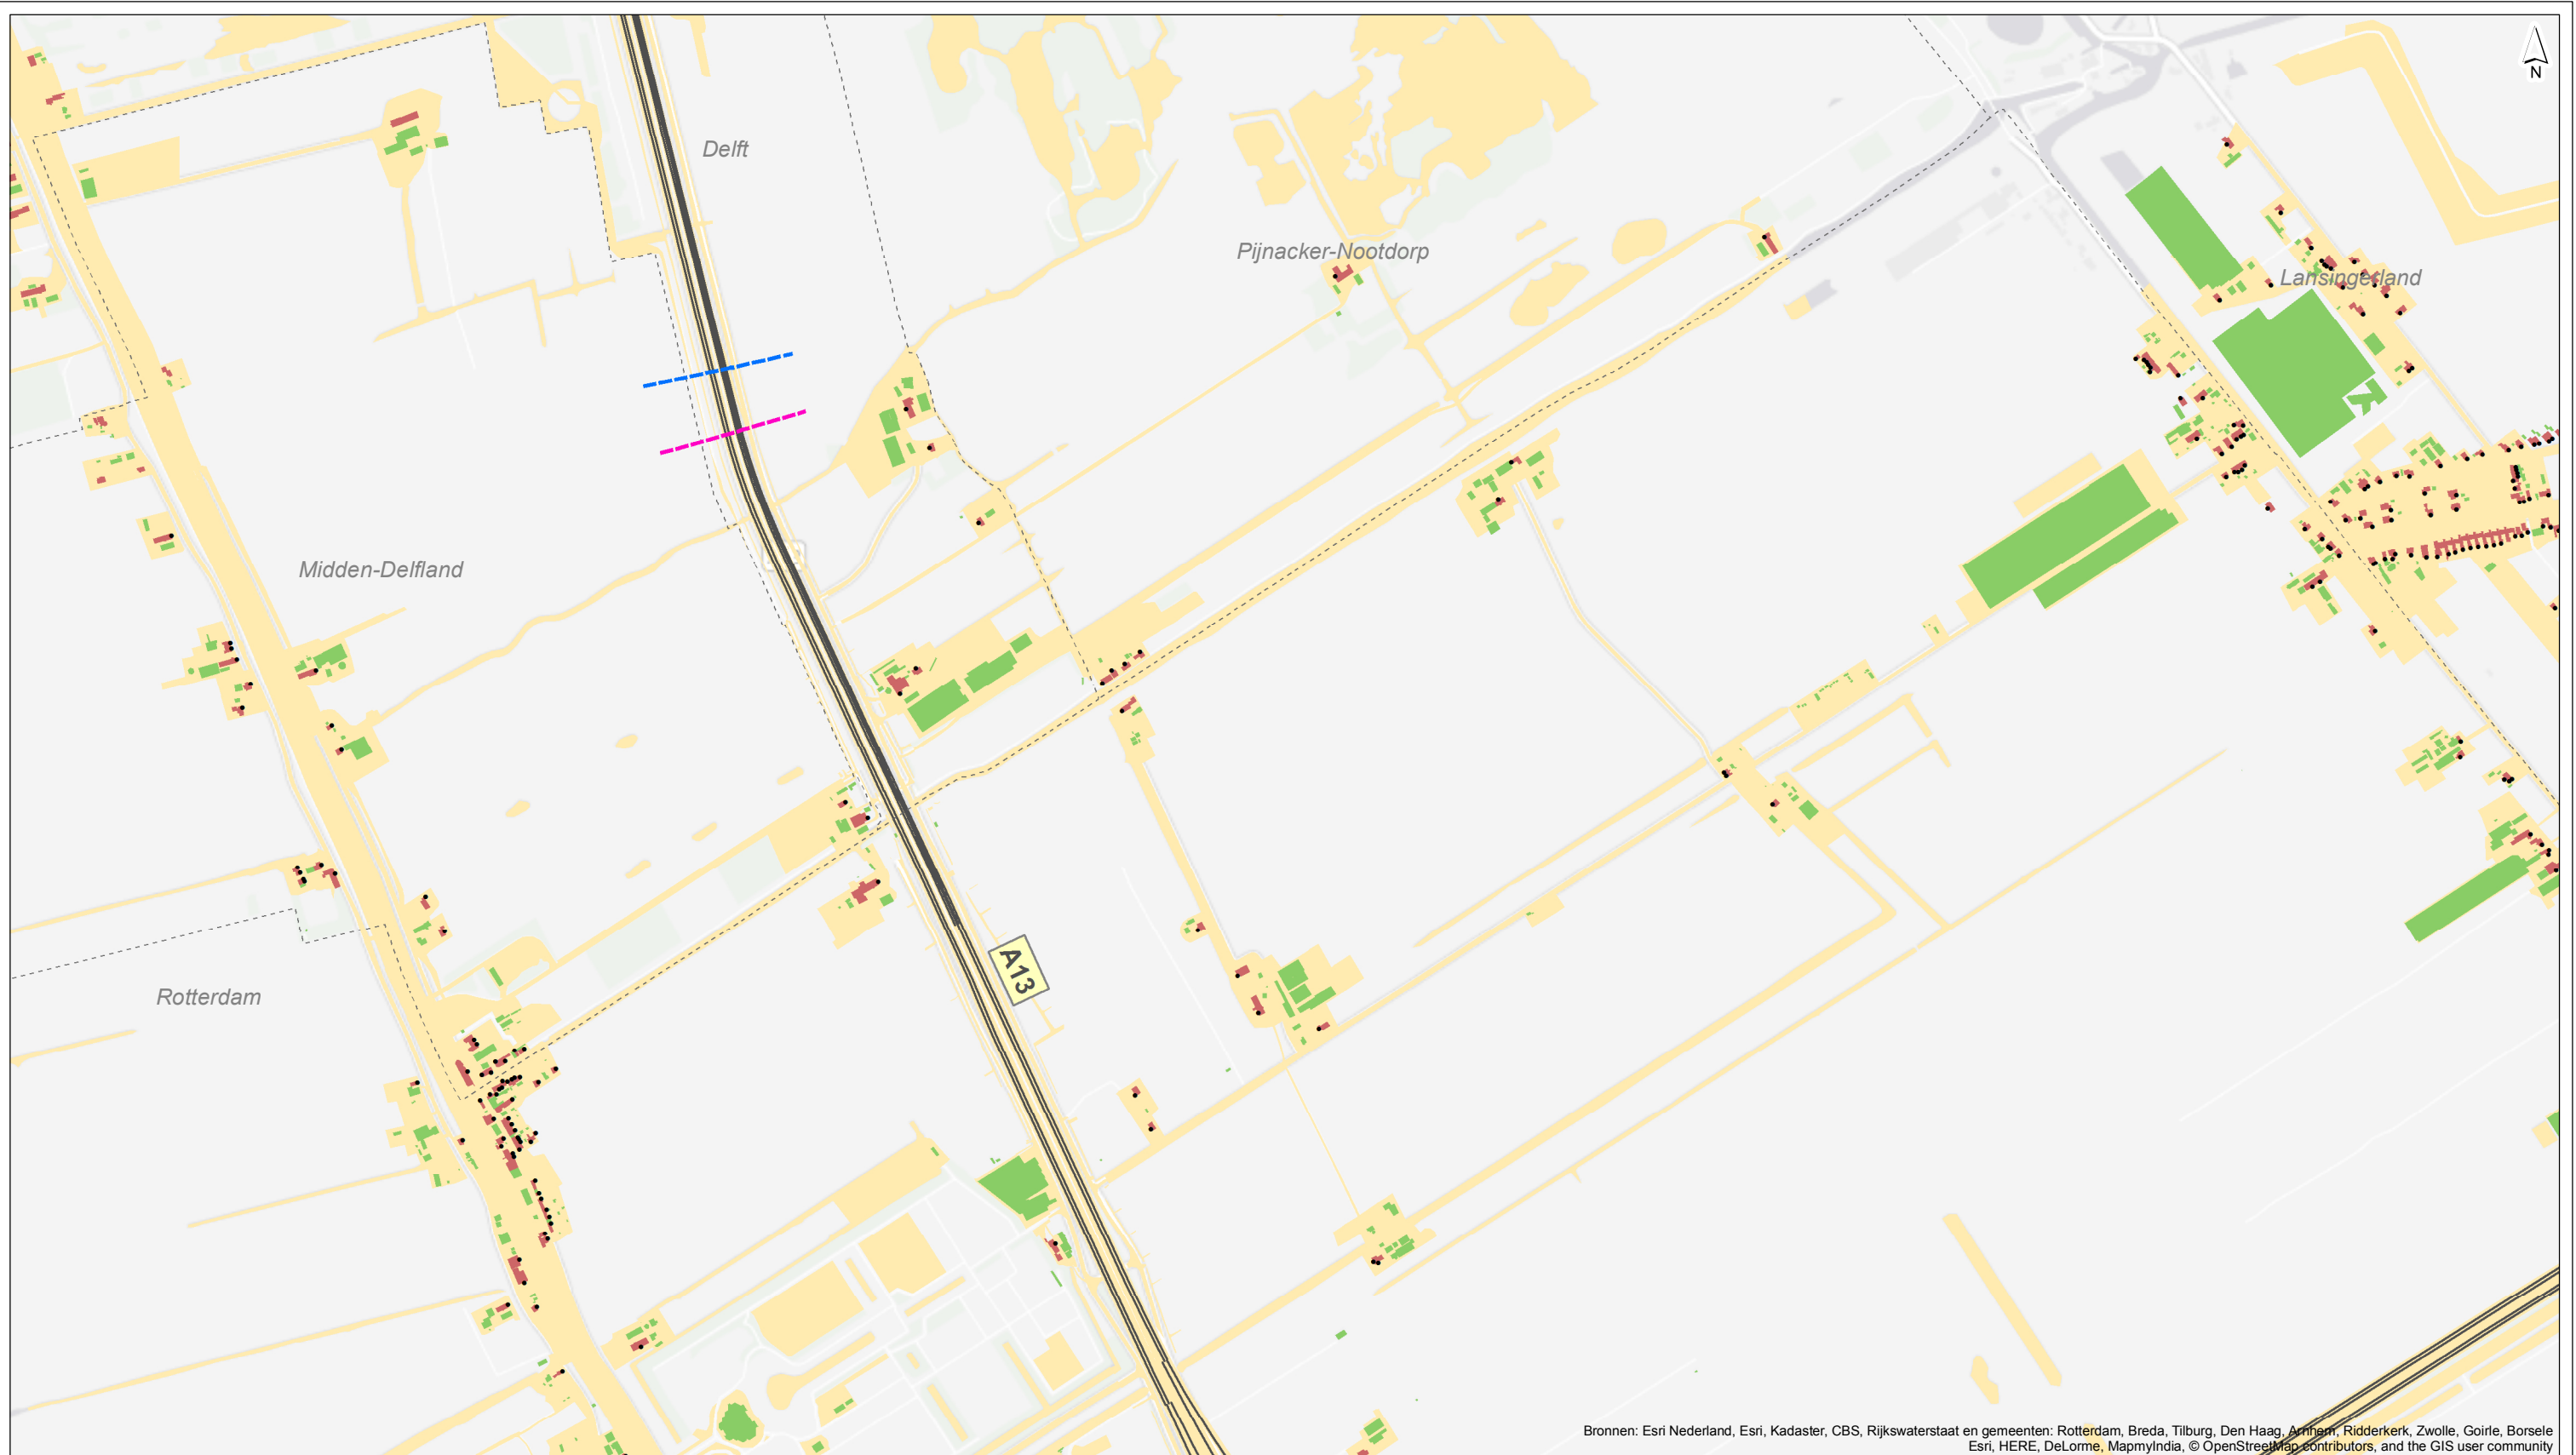 N
Delft
Pijnacker-Nootdorp
Lansingerland
Midden-Delfland
A13
Rotterdam
Bronnen: Esri Nederland, Esri, Kadaster, CBS, Rijkswaterstaat en gemeenten: Rotterdam, Breda, Tilburg, Den Haag, Arnhem, Ridderkerk, Zwolle, Goirle, Borsele
Esri, HERE, DeLorme, MapmyIndia, © OpenStreetMap contributors, and the GIS user community